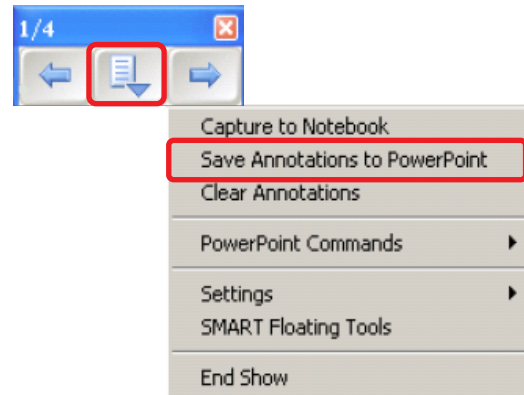 1/4
Capture to Notebook
Save Annotations to PowerPoint
Clear Annotations
PowerPoint Commands
Settings
SMART Floating Tools
End Show